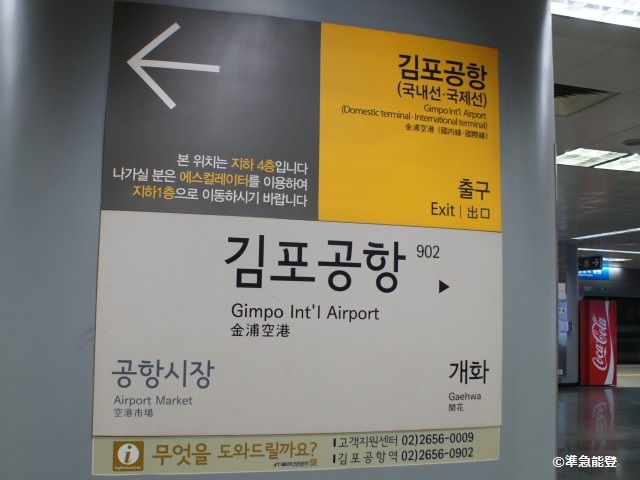 김포공항
(국내선·국제선)
Gimpo Int'l Airport
(Domestic terminal·International terminal)
金浦空港 (國內線·國際線)
본 위치는 지하 4층입니다
나가실 분은 에스컬레이터를 이용하여
지하1층으로 이동하시기 바랍니다
출구
Exit | 出口
김포공항 902
Gimpo Int'l Airport
金浦空港
공항시장
Airport Market
空港市場
개화
Gaehwa
開花
i
information
무엇을 도와드릴까요?
고객지원센터 02)2656-0009
김포공항역 02)2656-0902
Coca-Cola
©準急能登